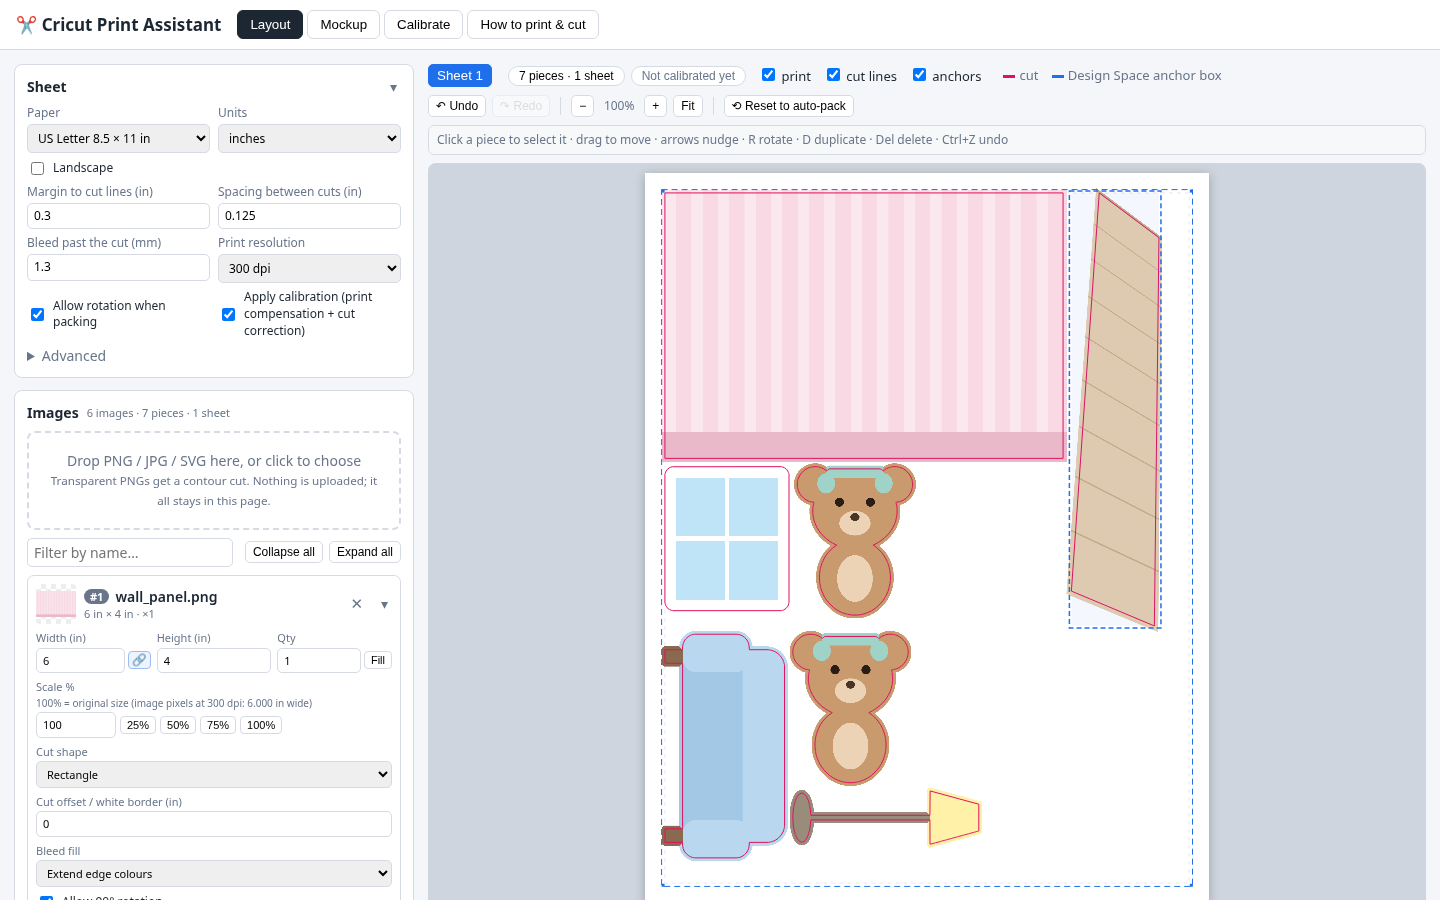 ✂️ Cricut Print Assistant
Layout
Mockup
Calibrate
How to print & cut
Sheet
Paper
Units
US Letter 8.5 × 11 in
inches
Landscape
Margin to cut lines (in)
Spacing between cuts (in)
0.3
0.125
Bleed past the cut (mm)
Print resolution
1.3
300 dpi
Allow rotation when
packing
Apply calibration (print
compensation + cut
correction)
Advanced
Images 6 images · 7 pieces · 1 sheet
Drop PNG / JPG / SVG here, or click to choose
Transparent PNGs get a contour cut. Nothing is uploaded; it
all stays in this page.
Filter by name...
Collapse all
Expand all
#1 wall_panel.png
6 in × 4 in · ×1
Width (in)
Height (in)
Qty
6
4
1
Fill
Scale %
100% = original size (image pixels at 300 dpi: 6.000 in wide)
100
25%
50%
75%
100%
Cut shape
Rectangle
Cut offset / white border (in)
0
Bleed fill
Extend edge colours
Allow 90° rotation
Sheet 1
7 pieces · 1 sheet
Not calibrated yet
print
cut lines
anchors
cut
Design Space anchor box
↶ Undo
↷ Redo
−
100%
+
Fit
⟲ Reset to auto-pack
Click a piece to select it · drag to move · arrows nudge · R rotate · D duplicate · Del delete · Ctrl+Z undo